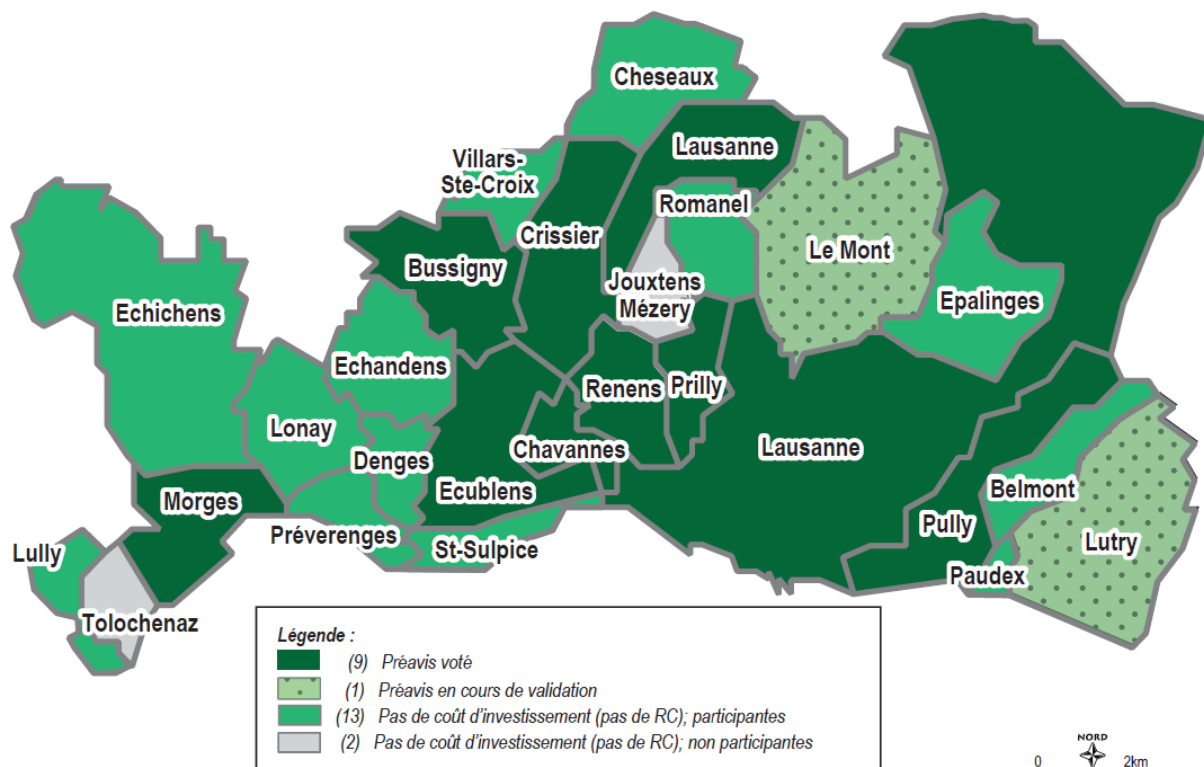 Cheseaux
Lausanne
Villars-
Ste-Croix
Romanel
Crissier
Le Mont
Bussigny
Jouxtens
Mézery
Epalinges
Echichens
Echandens
Renens
Prilly
Lonay
Chavannes
Lausanne
Denges
Ecublens
Belmont
Morges
Pully
Préverenges
St-Sulpice
Lutry
Lully
Paudex
Tolochenaz
Légende :
(9) Préavis voté
(1) Préavis en cours de validation
(13) Pas de coût d'investissement (pas de RC); participantes
(2) Pas de coût d'investissement (pas de RC); non participantes
NORD
0 2km